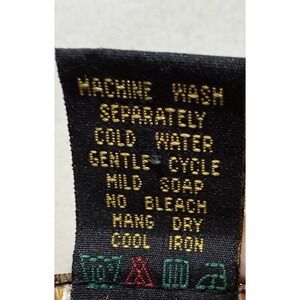 MACHINE WASH
SEPARATELY
COLD WATER
GENTLE CYCLE
MILD SOAP
NO BLEACH
HANG DRY
COOL IRON